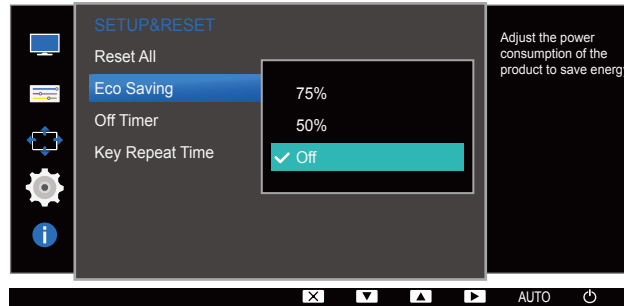 SETUP&RESET
Reset All
Eco Saving
Off Timer
Key Repeat Time
75%
50%
Off
Adjust the power
consumption of the
product to save energy
AUTO